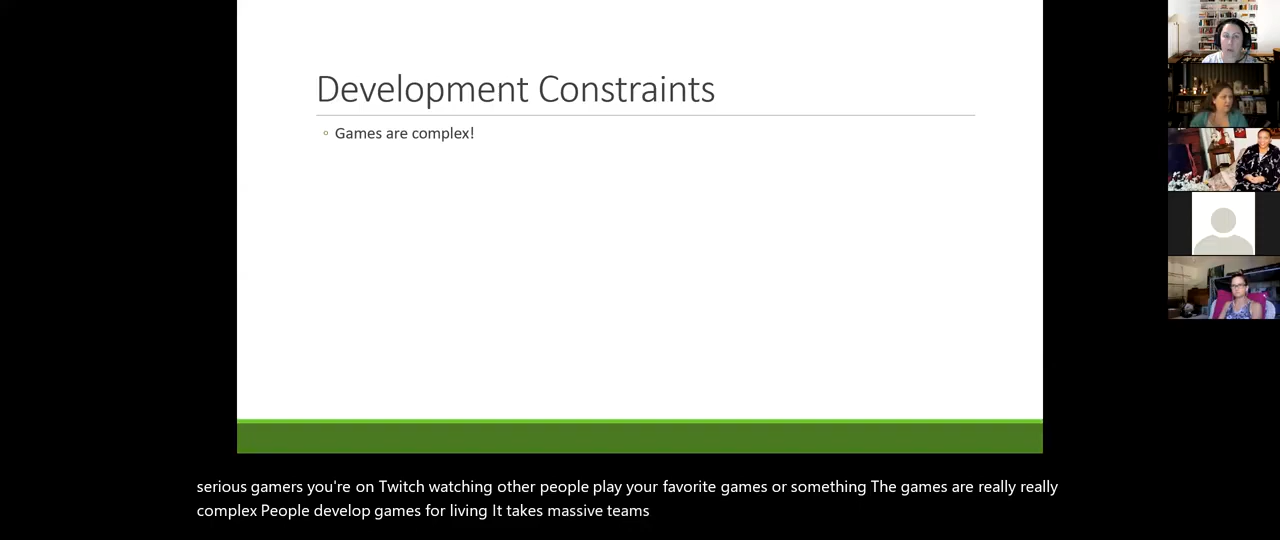 Development Constraints
◦ Games are complex!
serious gamers you're on Twitch watching other people play your favorite games or something The games are really really
complex People develop games for living It takes massive teams